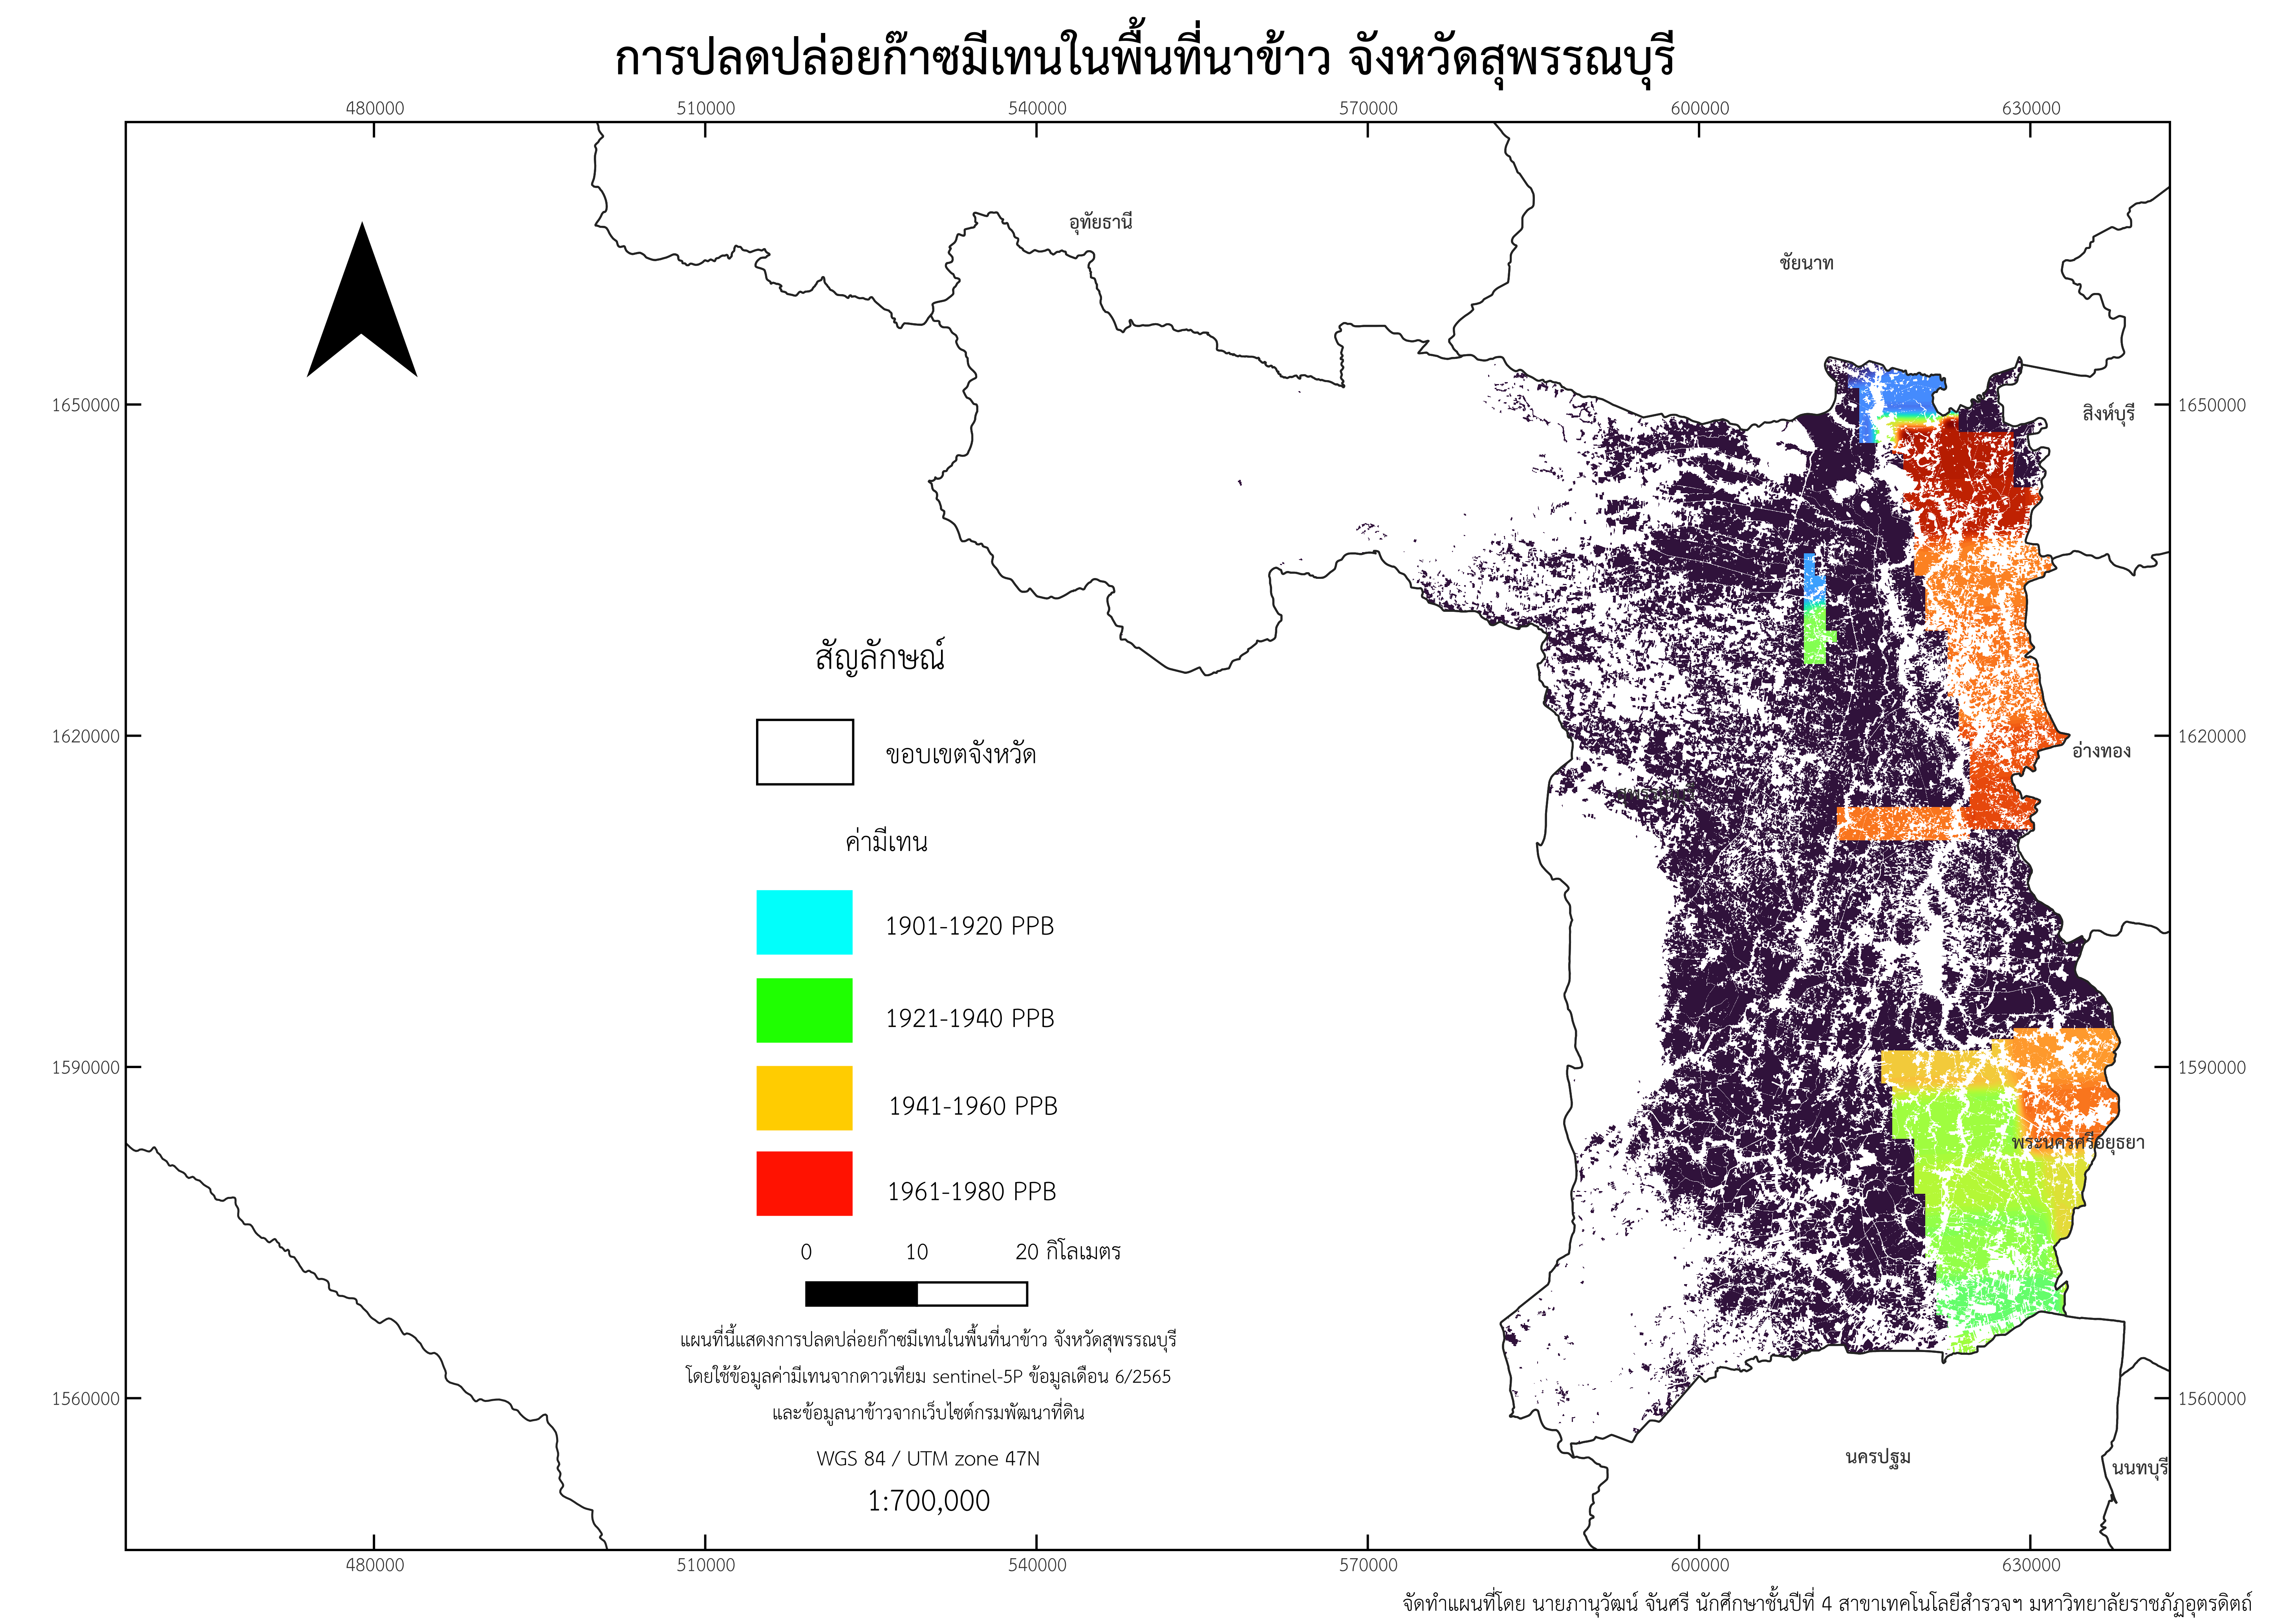 การปลดปล่อยก๊าซมีเทนในพื้นที่นาข้าว จังหวัดสุพรรณบุรี
480000 510000 540000 570000 600000 630000
อุทัยธานี
ชัยนาท
1650000 1650000
สิงห์บุรี
สัญลักษณ์
ขอบเขตจังหวัด
1620000 1620000
อ่างทอง
ค่ามีเทน
1901-1920 PPB
1921-1940 PPB
1590000 1590000
1941-1960 PPB
พระนครศรีอยุธยา
1961-1980 PPB
0 10 20 กิโลเมตร
แผนที่นี้แสดงการปลดปล่อยก๊าซมีเทนในพื้นที่นาข้าว จังหวัดสุพรรณบุรี
โดยใช้ข้อมูลค่ามีเทนจากดาวเทียม sentinel-5P ข้อมูลเดือน 6/2565
1560000 1560000
และข้อมูลนาข้าวจากเว็บไซต์กรมพัฒนาที่ดิน
WGS 84 / UTM zone 47N
นครปฐม
นนทบุรี
1:700,000
480000 510000 540000 570000 600000 630000
จัดทำแผนที่โดย นายภานุวัฒน์ จันศรี นักศึกษาชั้นปีที่ 4 สาขาเทคโนโลยีสำรวจฯ มหาวิทยาลัยราชภัฏอุตรดิตถ์